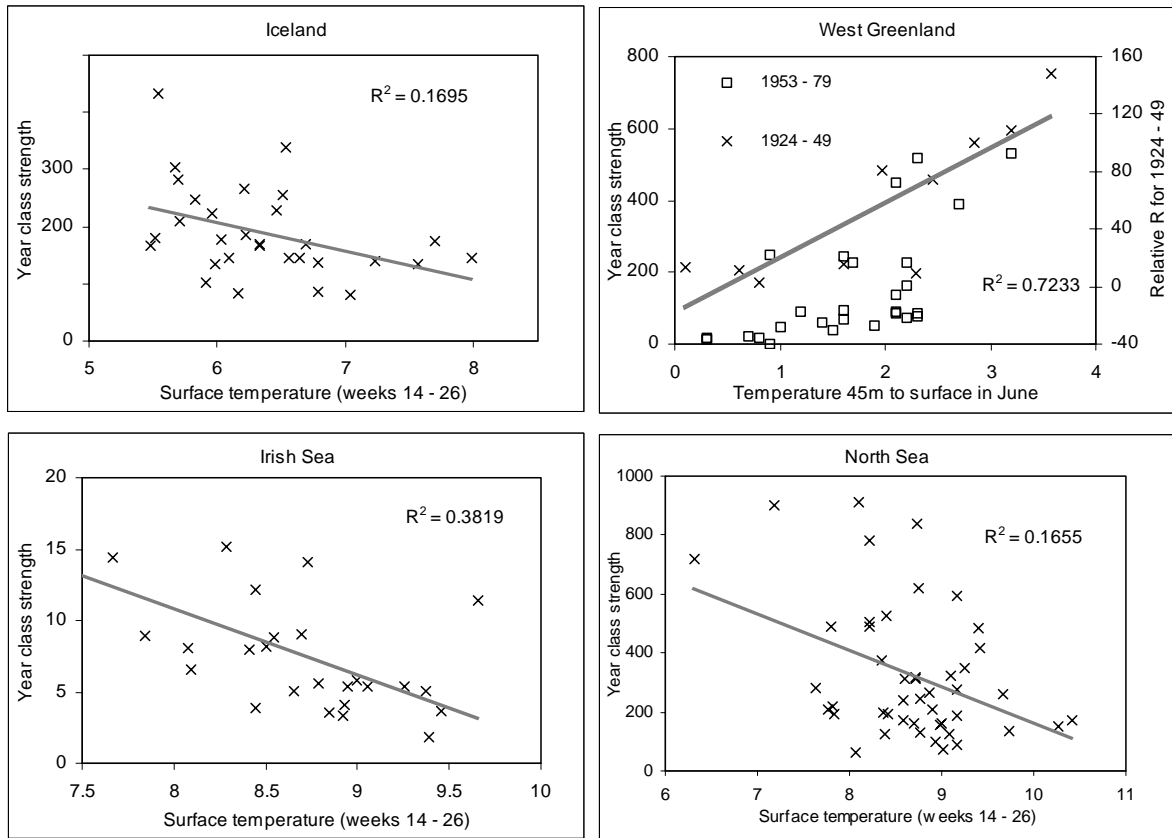 Iceland
R² = 0.1695
Year class strength
300
200
100
0
5
6
7
8
Surface temperature (weeks 14 - 26)
West Greenland
800
600
400
200
0
Year class strength
1953 - 79
1924 - 49
R² = 0.7233
160
120
80
40
0
-40
Relative R for 1924 - 49
0
1
2
3
4
Temperature 45m to surface in June
Irish Sea
20
15
10
5
0
Year class strength
R² = 0.3819
7.5
8
8.5
9
9.5
10
Surface temperature (weeks 14 - 26)
North Sea
1000
800
600
400
200
0
Year class strength
R² = 0.1655
6
7
8
9
10
11
Surface temperature (weeks 14 - 26)